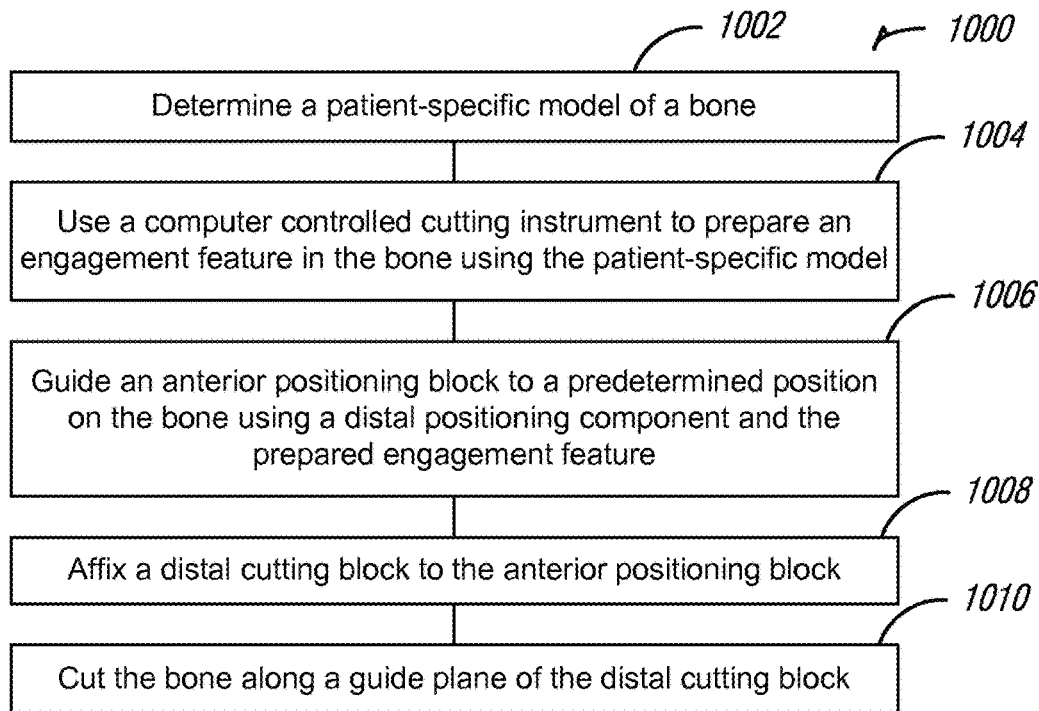 1002
1000
Determine a patient-specific model of a bone
1004
Use a computer controlled cutting instrument to prepare an
engagement feature in the bone using the patient-specific model
1006
Guide an anterior positioning block to a predetermined position
on the bone using a distal positioning component and the
prepared engagement feature
1008
Affix a distal cutting block to the anterior positioning block
1010
Cut the bone along a guide plane of the distal cutting block